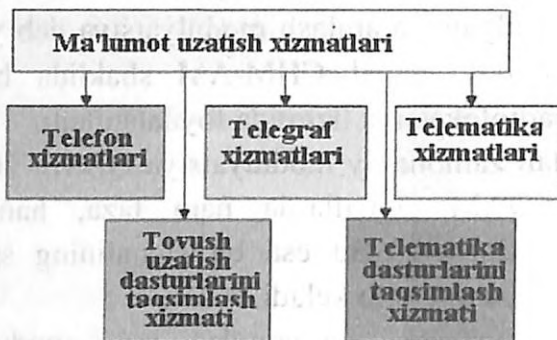 Ma'lumot uzatish xizmatlari
Telefon
xizmatlari
Telegraf
xizmatlari
Telematika
xizmatlari
Tovush
uzatish
dasturlarini
taqsimlash
xizmati
Telematika
dasturlarini
taqsimlash
xizmati